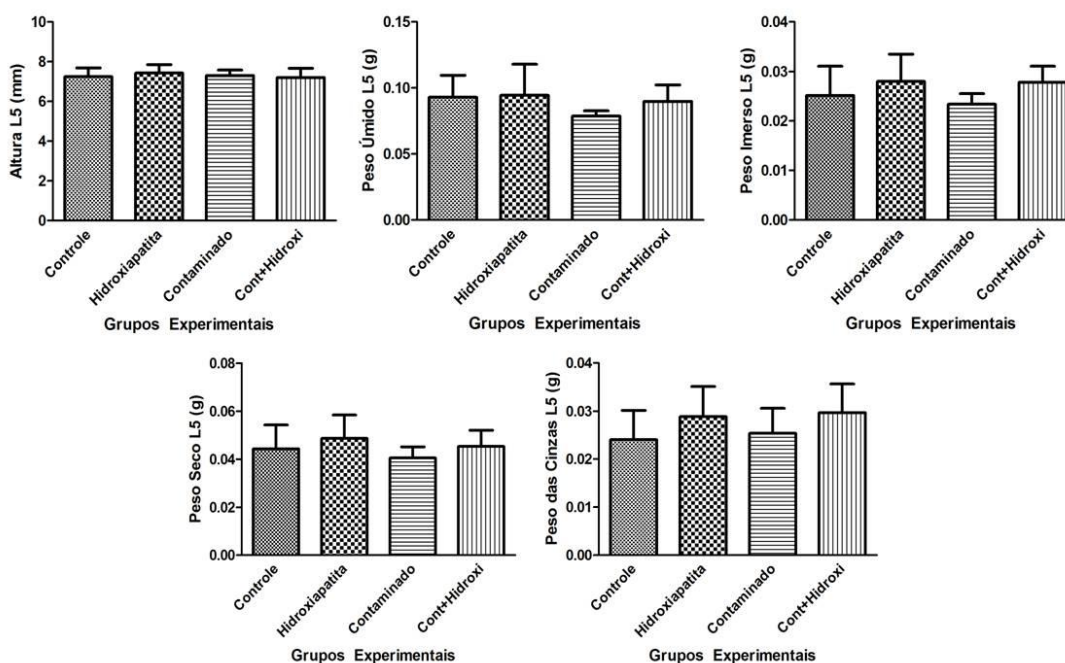 Altura L5 (mm)
10
8
6
4
2
0
Controle
Hidroxiapatita
Contaminado
Cont+Hidroxi
Grupos Experimentais
Peso Úmido L5 (g)
0.15
0.10
0.05
0.00
Controle
Hidroxiapatita
Contaminado
Cont+Hidroxi
Grupos Experimentais
Peso Imerso L5 (g)
0.04
0.03
0.02
0.01
0.00
Controle
Hidroxiapatita
Contaminado
Cont+Hidroxi
Grupos Experimentais
Peso Seco L5 (g)
0.08
0.06
0.04
0.02
0.00
Controle
Hidroxiapatita
Contaminado
Cont+Hidroxi
Grupos Experimentais
Peso das Cinzas L5 (g)
0.04
0.03
0.02
0.01
0.00
Controle
Hidroxiapatita
Contaminado
Cont+Hidroxi
Grupos Experimentais